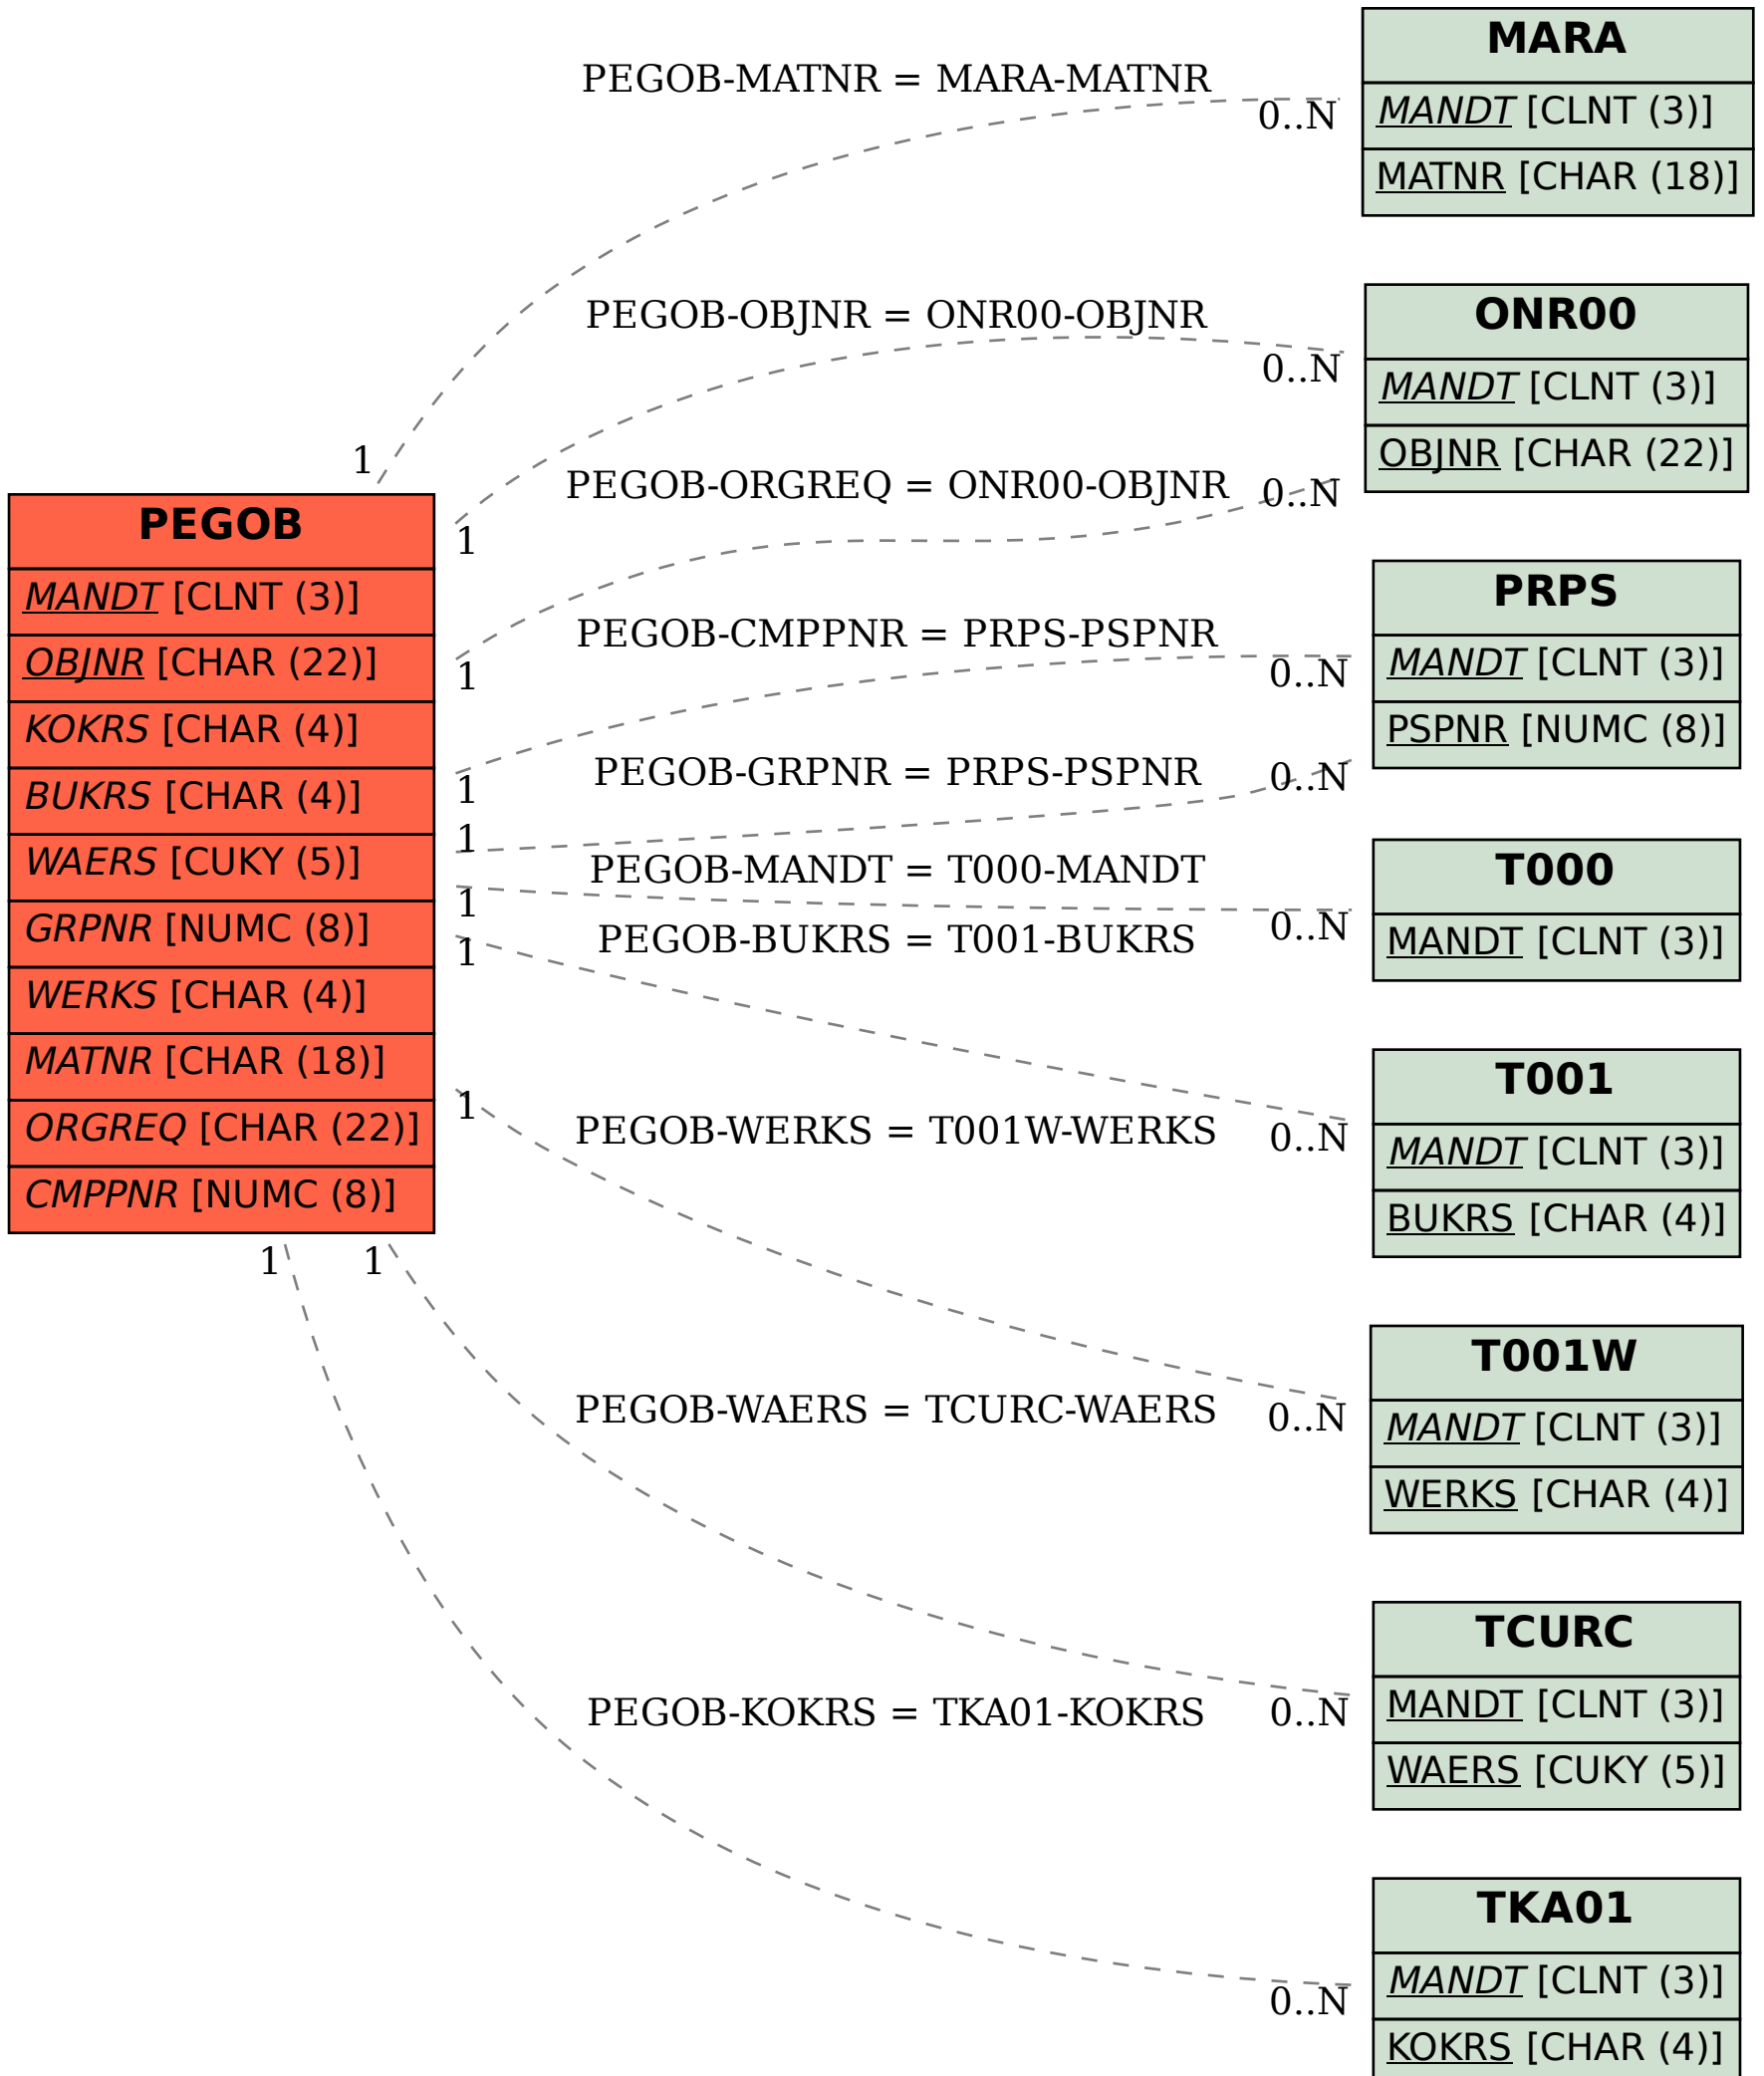 MARA
MANDT [CLNT (3)]
MATNR [CHAR (18)]
PEGOB-MATNR = MARA-MATNR
0..N
1
ONR00
MANDT [CLNT (3)]
OBJNR [CHAR (22)]
PEGOB-OBJNR = ONR00-OBJNR
0..N
1
PEGOB-ORGREQ = ONR00-OBJNR
0..N
1
PEGOB
MANDT [CLNT (3)]
OBJNR [CHAR (22)]
KOKRS [CHAR (4)]
BUKRS [CHAR (4)]
WAERS [CUKY (5)]
GRPNR [NUMC (8)]
WERKS [CHAR (4)]
MATNR [CHAR (18)]
ORGREQ [CHAR (22)]
CMPPNR [NUMC (8)]
PRPS
MANDT [CLNT (3)]
PSPNR [NUMC (8)]
PEGOB-CMPPNR = PRPS-PSPNR
0..N
1
PEGOB-GRPNR = PRPS-PSPNR
0..N
1
T000
MANDT [CLNT (3)]
PEGOB-MANDT = T000-MANDT
0..N
1
PEGOB-BUKRS = T001-BUKRS
0..N
1
T001
MANDT [CLNT (3)]
BUKRS [CHAR (4)]
PEGOB-WERKS = T001W-WERKS
0..N
1
T001W
MANDT [CLNT (3)]
WERKS [CHAR (4)]
PEGOB-WAERS = TCURC-WAERS
0..N
1
TCURC
MANDT [CLNT (3)]
WAERS [CUKY (5)]
PEGOB-KOKRS = TKA01-KOKRS
0..N
1
TKA01
MANDT [CLNT (3)]
KOKRS [CHAR (4)]